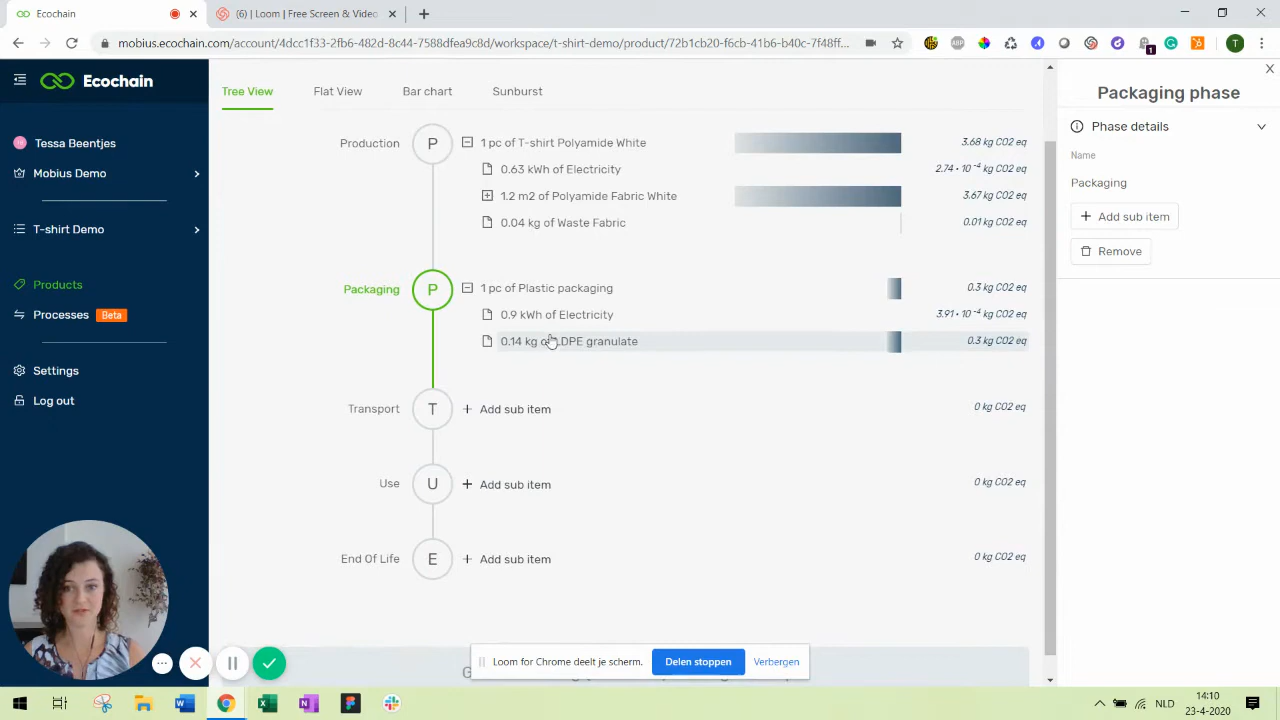 Ecochain
(6) | Loom | Free Screen & Video
mobius.ecochain.com/account/4dcc1f33-2fb6-482d-8c44-7588dfea9c8d/workspace/t-shirt-demo/product/72b1cb20-f6cb-41b6-b40c-7f48ff...
ABP
1
T
Ecochain
Tessa Beentjes
Mobius Demo
T-shirt Demo
Products
Processes Beta
Settings
Log out
Tree View Flat View Bar chart Sunburst
Production P 1 pc of T-shirt Polyamide White 3.68 kg CO2 eq
0.63 kWh of Electricity 2.74 • 10 -4 kg CO2 eq
1.2 m2 of Polyamide Fabric White 3.67 kg CO2 eq
0.04 kg of Waste Fabric 0.01 kg CO2 eq
Packaging P 1 pc of Plastic packaging 0.3 kg CO2 eq
0.9 kWh of Electricity 3.91 • 10 -4 kg CO2 eq
0.14 kg of LDPE granulate 0.3 kg CO2 eq
Transport T + Add sub item 0 kg CO2 eq
Use U + Add sub item 0 kg CO2 eq
End Of Life E + Add sub item 0 kg CO2 eq
Packaging phase
Phase details
Name
Packaging
+ Add sub item
Remove
Loom for Chrome deelt je scherm. Delen stoppen Verbergen
NLD
14:10
23-4-2020